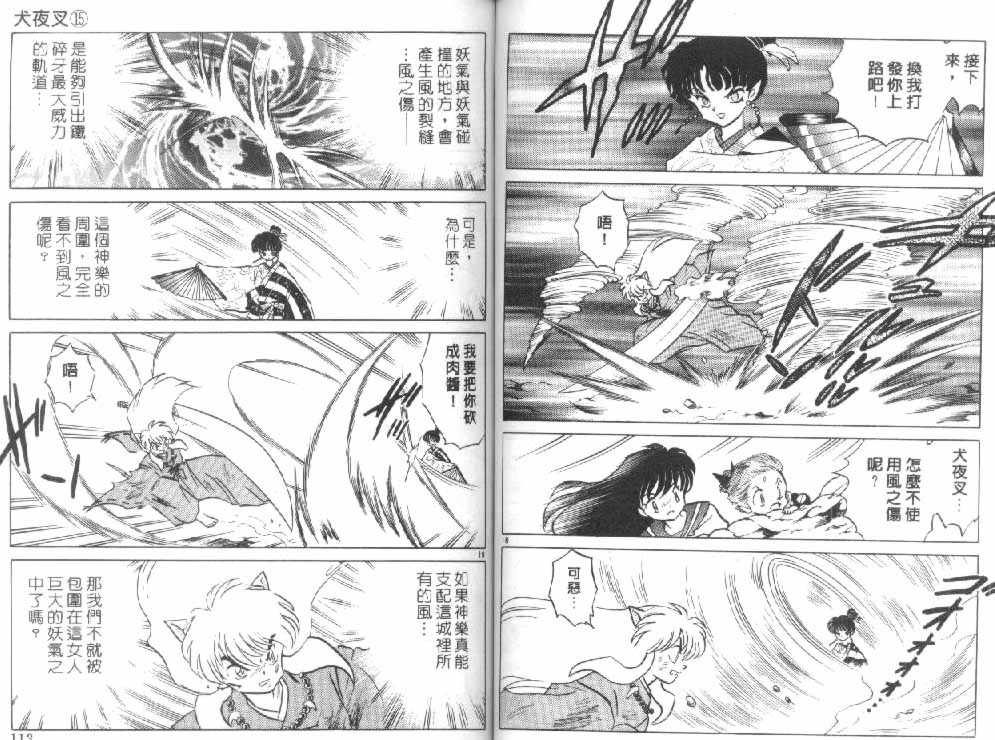 犬夜叉⑮
接下
來，
換我打
發你上
路吧！
唔！
犬夜叉…
怎麼不使
用風之傷
呢？
可惡…
妖氣與妖氣碰
撞的地方，會
產生風的裂縫
……風之傷——
是能夠引出鐵
碎牙最大威力
的軌道…
可是，
為什麼…
這個神樂的
周圍，完全
看不到風之
傷呢？
我要把你砍
成肉醬！
唔！
如果神樂真能
支配這城裡所
有的風…
那我們不就被
包圍在這女人
巨大的妖氣之
中了嗎？
113